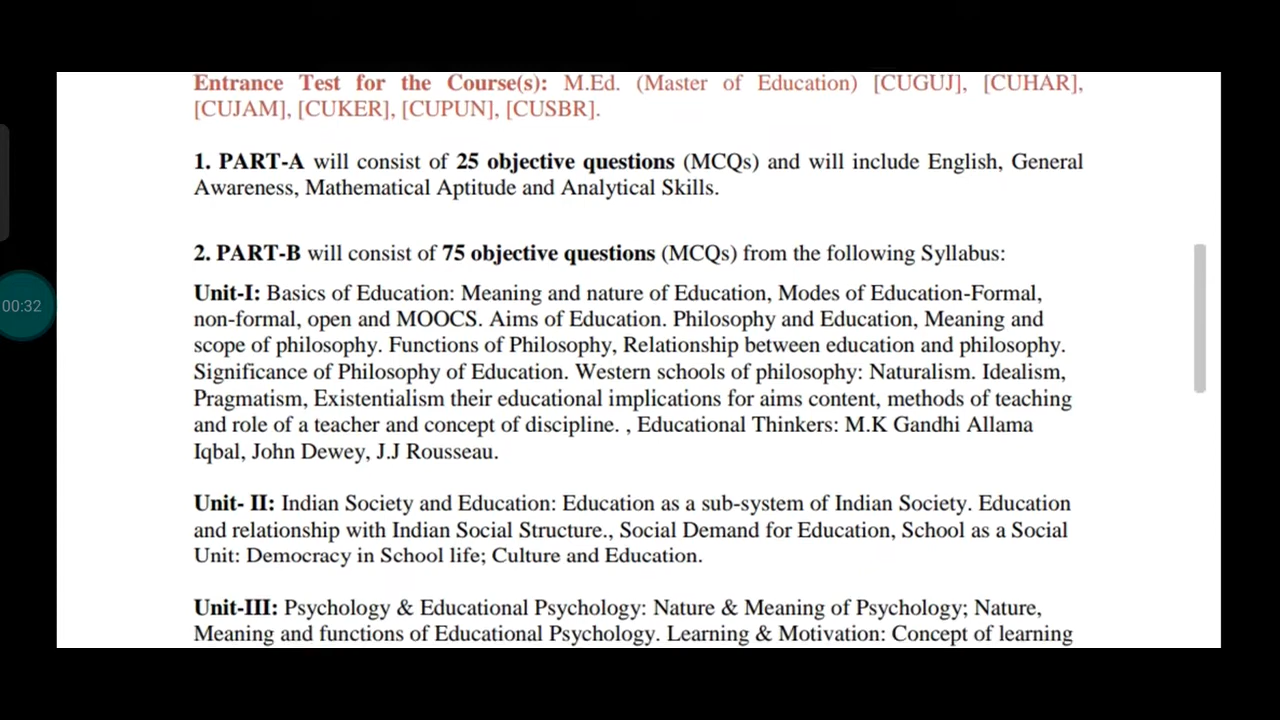 Entrance Test for the Course(s): M.Ed. (Master of Education) [CUGUJ], [CUHAR],
[CUJAM], [CUKER], [CUPUN], [CUSBR].
1. PART-A will consist of 25 objective questions (MCQs) and will include English, General
Awareness, Mathematical Aptitude and Analytical Skills.
2. PART-B will consist of 75 objective questions (MCQs) from the following Syllabus:
Unit-I: Basics of Education: Meaning and nature of Education, Modes of Education-Formal,
non-formal, open and MOOCS. Aims of Education. Philosophy and Education, Meaning and
scope of philosophy. Functions of Philosophy, Relationship between education and philosophy.
Significance of Philosophy of Education. Western schools of philosophy: Naturalism. Idealism,
Pragmatism, Existentialism their educational implications for aims content, methods of teaching
and role of a teacher and concept of discipline. , Educational Thinkers: M.K Gandhi Allama
Iqbal, John Dewey, J.J Rousseau.
00:32
Unit- II: Indian Society and Education: Education as a sub-system of Indian Society. Education
and relationship with Indian Social Structure., Social Demand for Education, School as a Social
Unit: Democracy in School life; Culture and Education.
Unit-III: Psychology & Educational Psychology: Nature & Meaning of Psychology; Nature,
Meaning and functions of Educational Psychology. Learning & Motivation: Concept of learning